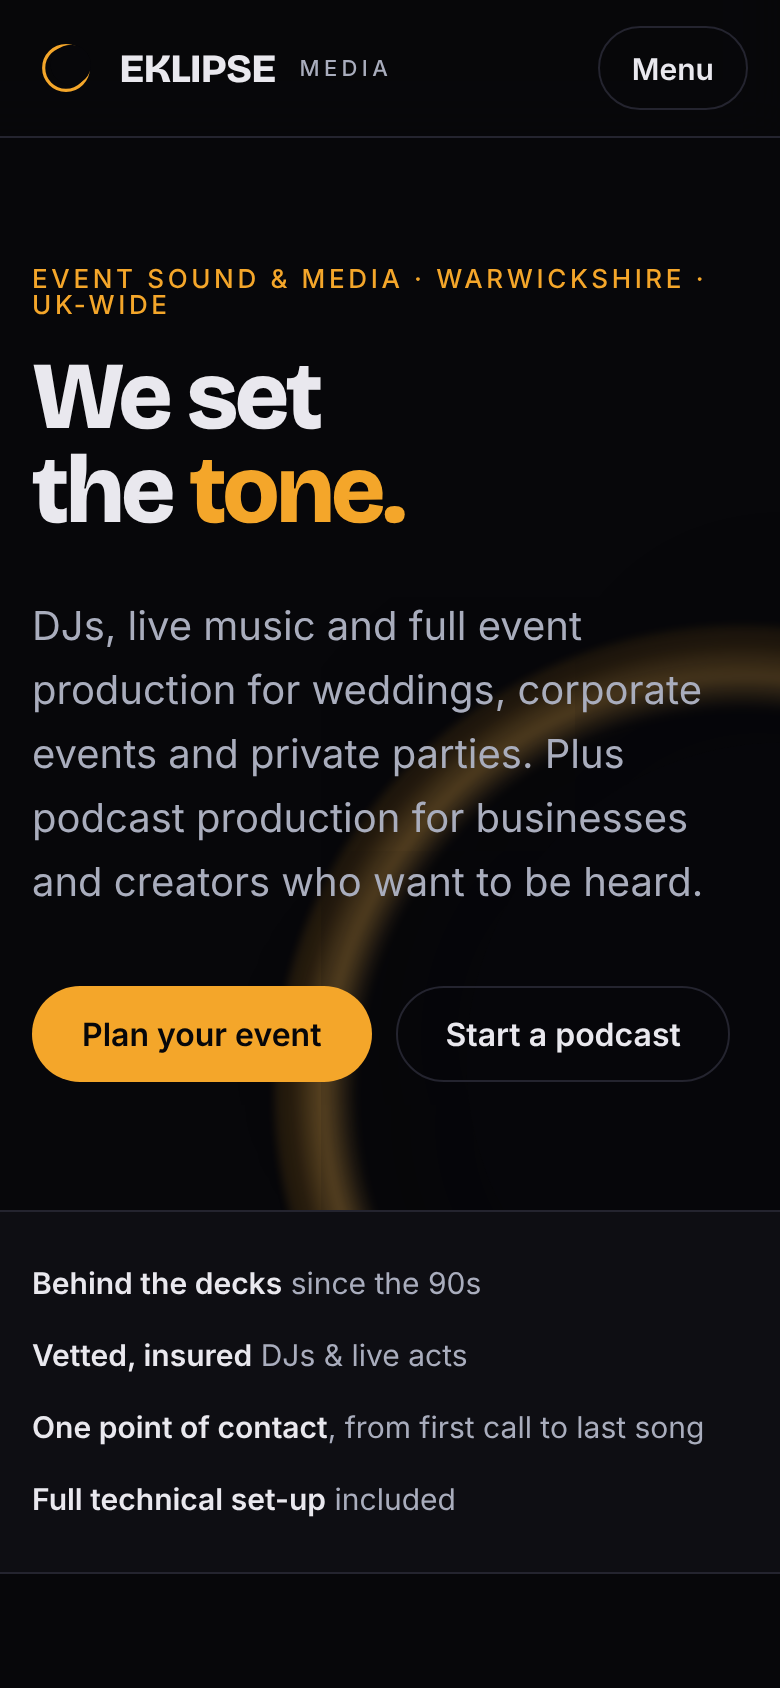 EKLIPSE MEDIA
Menu
EVENT SOUND & MEDIA · WARWICKSHIRE ·
UK-WIDE
We set
the tone.
DJs, live music and full event
production for weddings, corporate
events and private parties. Plus
podcast production for businesses
and creators who want to be heard.
Plan your event
Start a podcast
Behind the decks since the 90s
Vetted, insured DJs & live acts
One point of contact, from first call to last song
Full technical set-up included